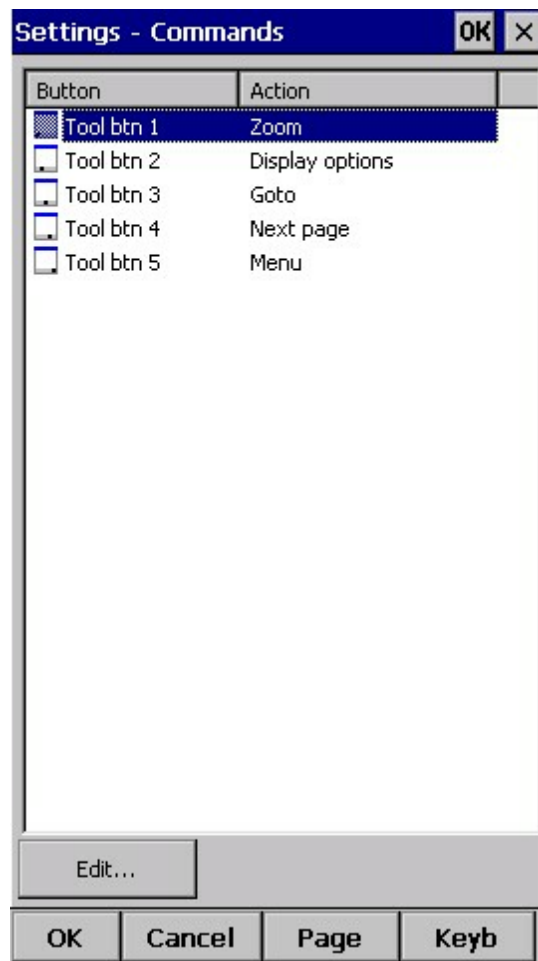 Settings - Commands OK ×
Button Action
Tool btn 1 Zoom
Tool btn 2 Display options
Tool btn 3 Goto
Tool btn 4 Next page
Tool btn 5 Menu
Edit...
OK Cancel Page Keyb